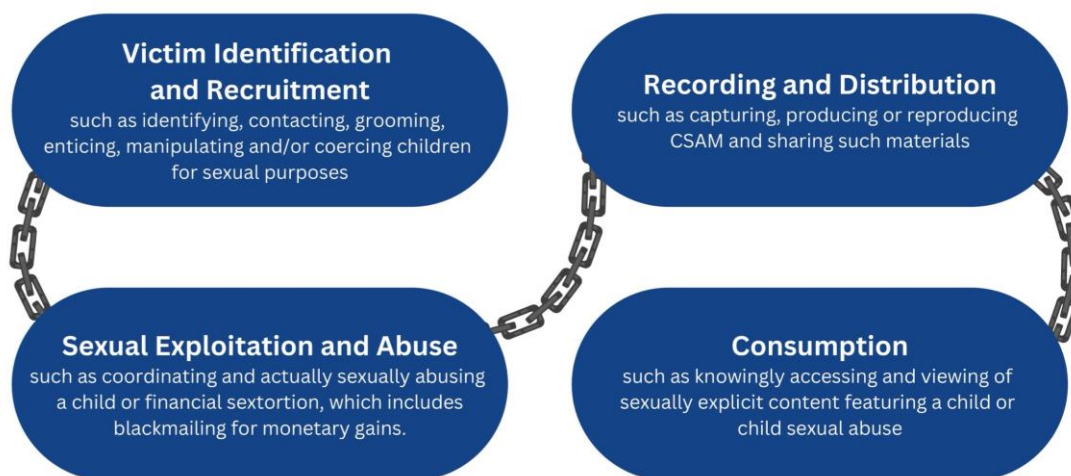 Victim Identification
and Recruitment
such as identifying, contacting, grooming,
enticing, manipulating and/or coercing children
for sexual purposes
Sexual Exploitation and Abuse
such as coordinating and actually sexually abusing
a child or financial sextortion, which includes
blackmailing for monetary gains.
Recording and Distribution
such as capturing, producing or reproducing
CSAM and sharing such materials
Consumption
such as knowingly accessing and viewing of
sexually explicit content featuring a child or
child sexual abuse